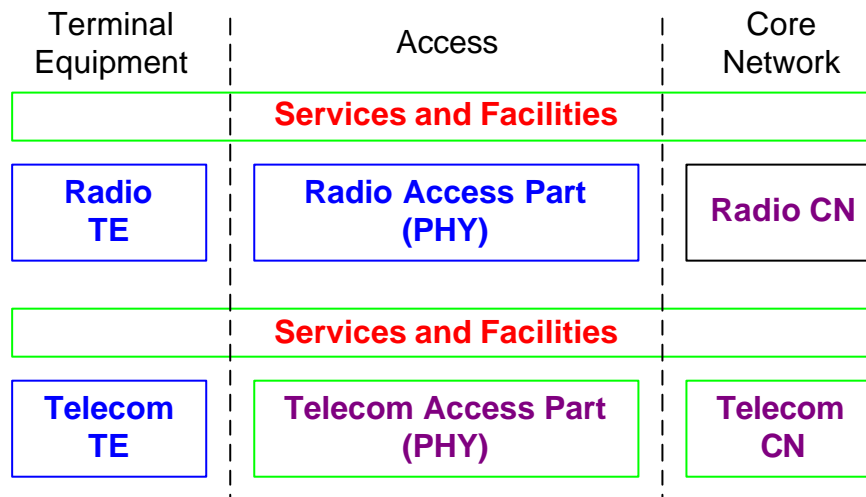 Terminal
Equipment
Access
Core
Network
Services and Facilities
Radio
TE
Radio Access Part
(PHY)
Radio CN
Services and Facilities
Telecom
TE
Telecom Access Part
(PHY)
Telecom
CN